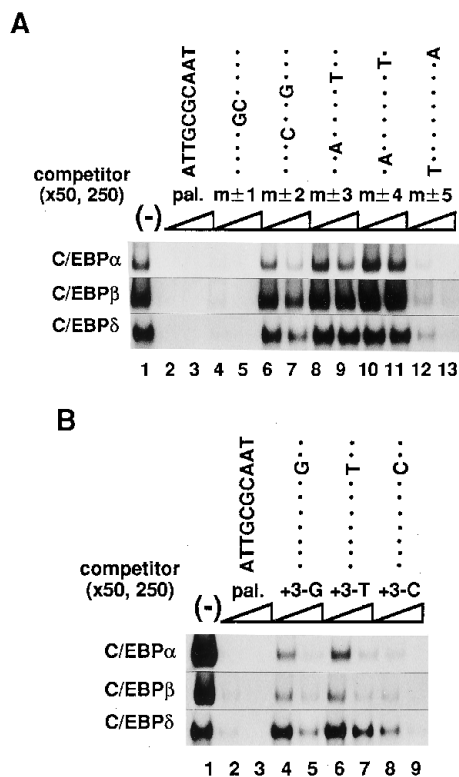 A
ATTGCGCAAT
····GC····
···C··G···
··A····T··
·A······T·
T········A
competitor
(x50, 250)
(-) pal. m±1 m±2 m±3 m±4 m±5
C/EBPα
C/EBPβ
C/EBPδ
1 2 3 4 5 6 7 8 9 10 11 12 13
B
ATTGCGCAAT
·······G··
·······T··
·······C··
competitor
(x50, 250)
(-) pal. +3-G +3-T +3-C
C/EBPα
C/EBPβ
C/EBPδ
1 2 3 4 5 6 7 8 9